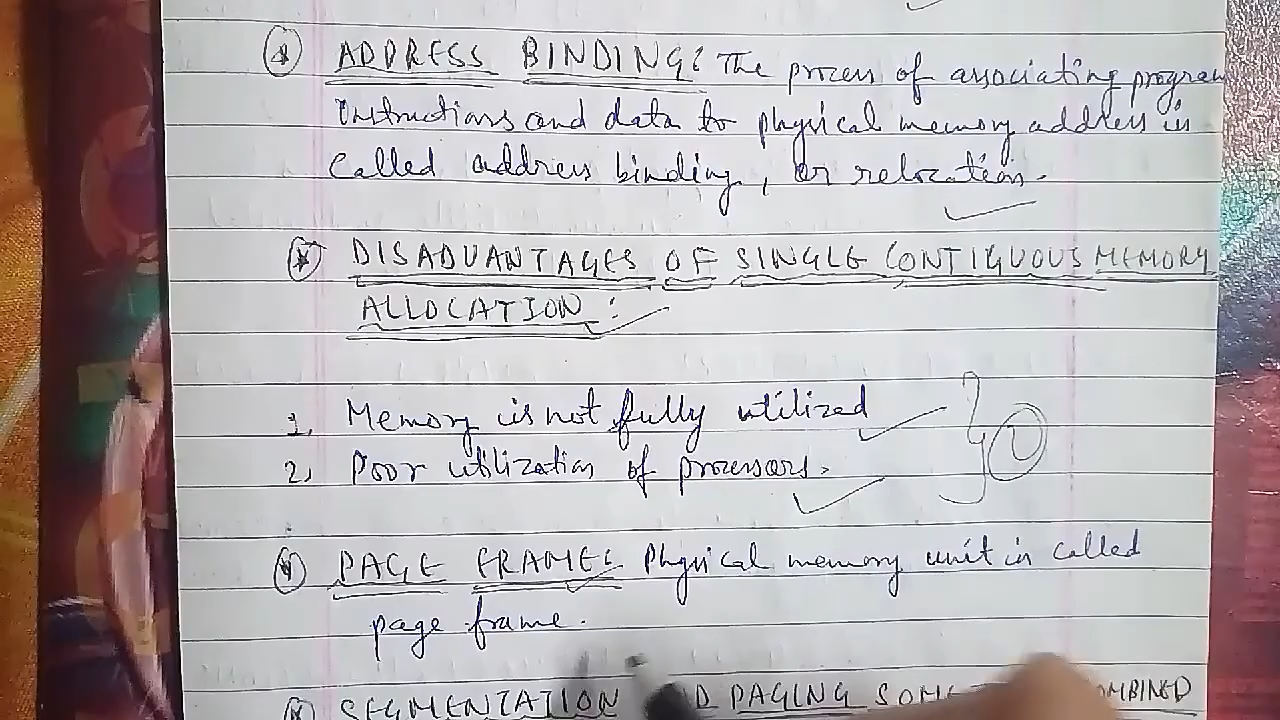 ADDRESS BINDING: The process of associating program
instructions and data to physical memory address is
called address binding, or relocation.
DISADVANTAGES OF SINGLE CONTIGUOUS MEMORY
ALLOCATION :
1. Memory is not fully utilized
2. Poor utilization of processors.
2
PAGE FRAME: Physical memory unit is called
page frame.
SEGMENTATION PAGING